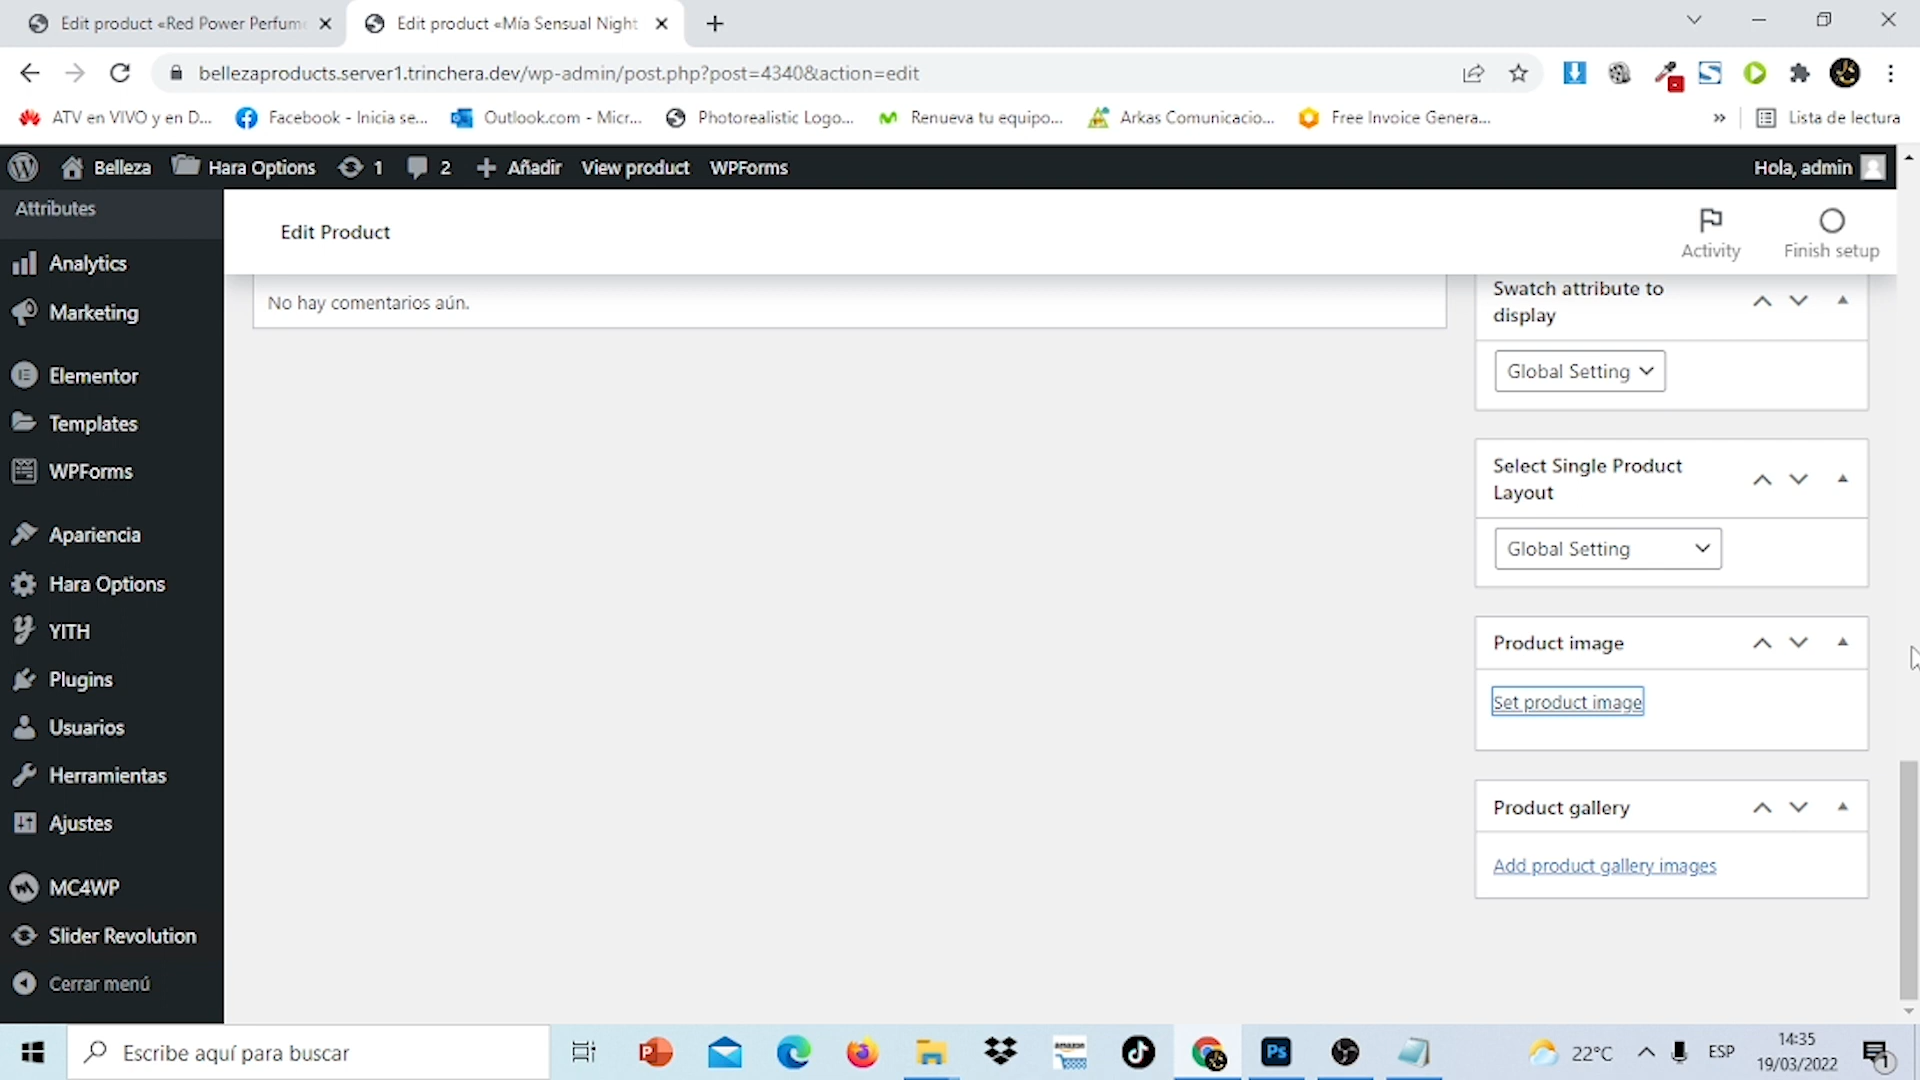 Edit product «Red Power Perfume
Edit product «Mía Sensual Night
bellezaproducts.server1.trinchera.dev/wp-admin/post.php?post=4340&action=edit
ATV en VIVO y en D...
Facebook - Inicia se...
Outlook.com - Micr...
Photorealistic Logo...
Renueva tu equipo...
Arkas Comunicacio...
Free Invoice Genera...
»
Lista de lectura
Belleza
Hara Options
1
2
Añadir
View product
WPForms
Hola, admin
Attributes
Analytics
Marketing
Elementor
Templates
WPForms
Apariencia
Hara Options
YITH
Plugins
Usuarios
Herramientas
Ajustes
MC4WP
Slider Revolution
Cerrar menú
Edit Product
Activity
Finish setup
No hay comentarios aún.
Swatch attribute to
display
Global Setting
Select Single Product
Layout
Global Setting
Product image
Set product image
Product gallery
Add product gallery images
Escribe aquí para buscar
amazon
Ps
22°C
ESP
14:35
19/03/2022
1